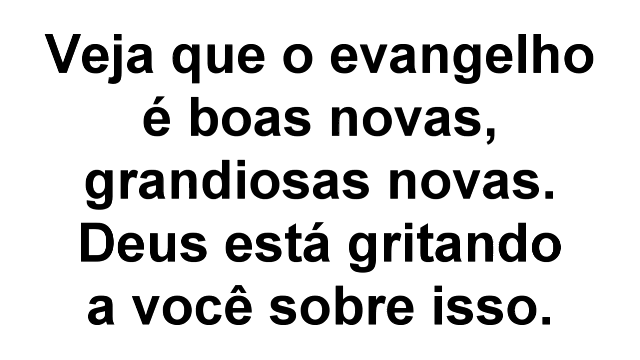 Veja que o evangelho
é boas novas,
grandiosas novas.
Deus está gritando
a você sobre isso.